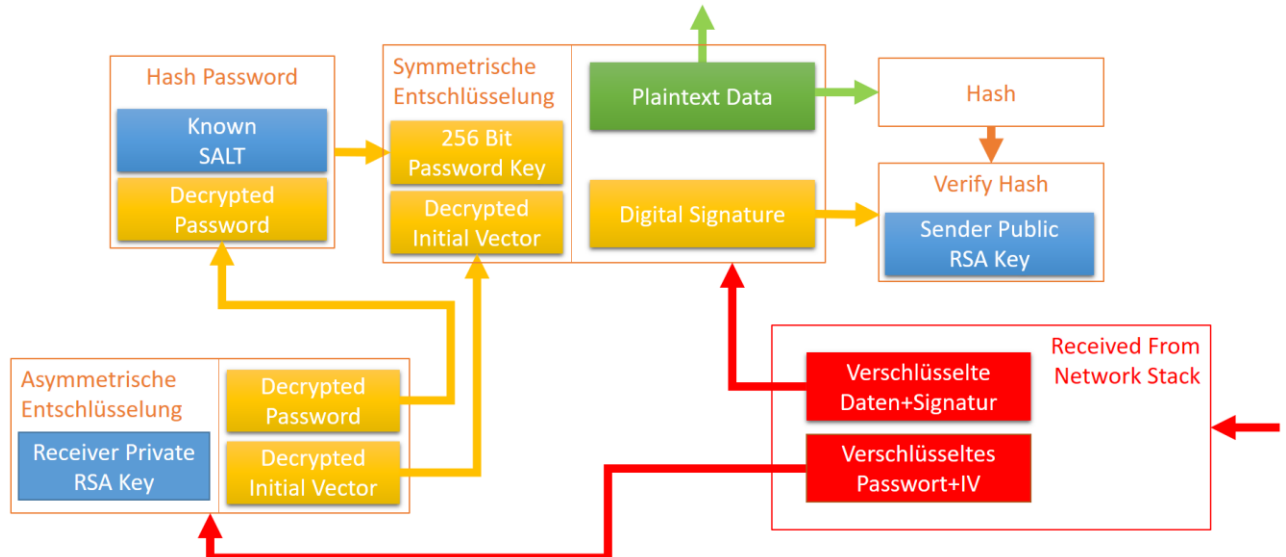 Hash Password
Known
SALT
Decrypted
Password
Symmetrische
Entschlüsselung
256 Bit
Password Key
Decrypted
Initial Vector
Plaintext Data
Digital Signature
Hash
Verify Hash
Sender Public
RSA Key
Asymmetrische
Entschlüsselung
Receiver Private
RSA Key
Decrypted
Password
Decrypted
Initial Vector
Received From
Network Stack
Verschlüsselte
Daten+Signatur
Verschlüsseltes
Passwort+IV